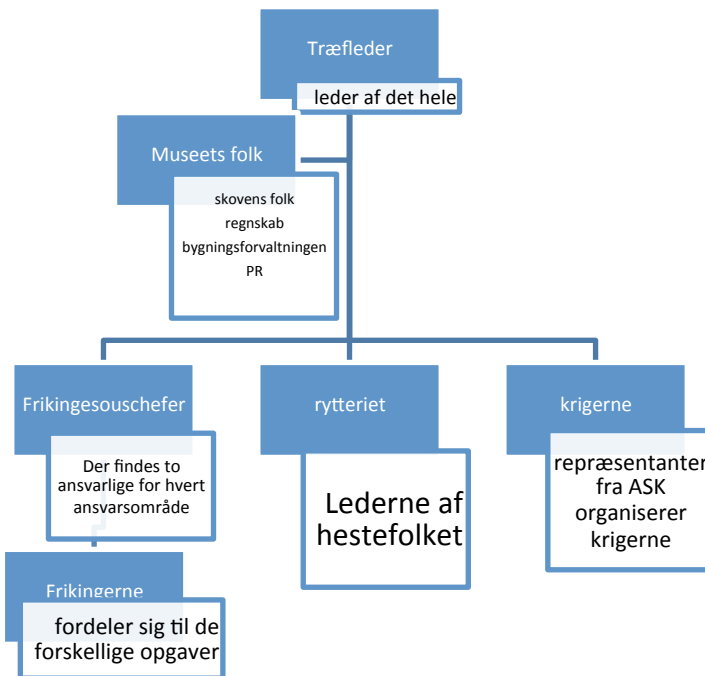 Træfleder
leder af det hele
Museets folk
skovens folk
regnskab
bygningsforvaltningen
PR
Frikingesouschefer
Der findes to
ansvarlige for hvert
ansvarsområde
Frikingerne
fordeler sig til de
forskellige opgaver
rytteriet
Lederne af
hestefolket
krigerne
repræsentanter
fra ASK
organiserer
krigerne